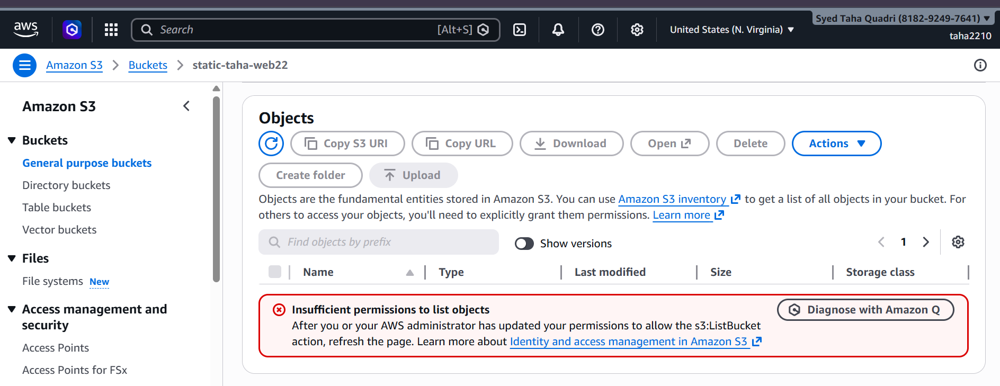 aws
Search
[Alt+S]
United States (N. Virginia)
Syed Taha Quadri (8182-9249-7641)
taha2210
Amazon S3
Buckets
static-taha-web22
Amazon S3
Buckets
General purpose buckets
Directory buckets
Table buckets
Vector buckets
Files
File systems New
Access management and
security
Access Points
Access Points for FSx
Objects
Copy S3 URI
Copy URL
Download
Open
Delete
Actions
Create folder
Upload
Objects are the fundamental entities stored in Amazon S3. You can use Amazon S3 inventory to get a list of all objects in your bucket. For
others to access your objects, you'll need to explicitly grant them permissions. Learn more
Find objects by prefix
Show versions
1
Name
Type
Last modified
Size
Storage class
Insufficient permissions to list objects
After you or your AWS administrator has updated your permissions to allow the s3:ListBucket
action, refresh the page. Learn more about Identity and access management in Amazon S3
Diagnose with Amazon Q